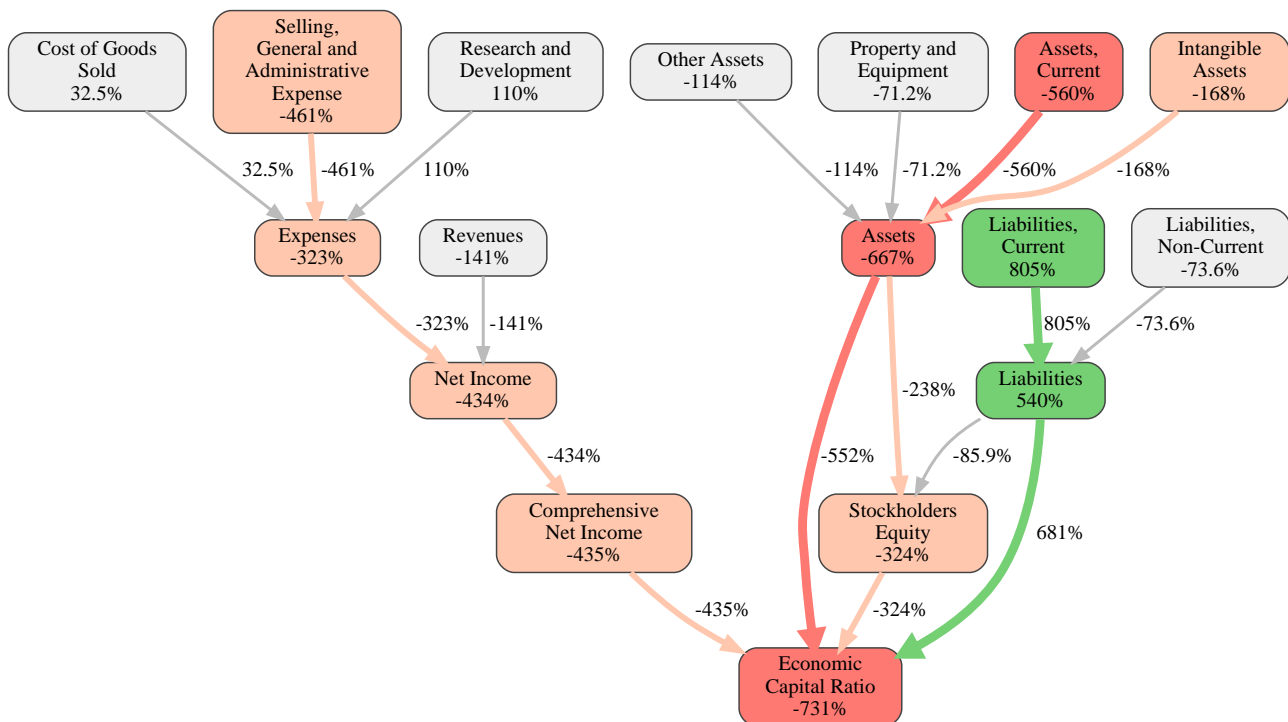 Cost of Goods
Sold
32.5%
Selling,
General and
Administrative
Expense
-461%
Research and
Development
110%
Other Assets
-114%
Property and
Equipment
-71.2%
Assets,
Current
-560%
Intangible
Assets
-168%
32.5%
-461%
110%
-114%
-71.2%
-560%
-168%
Expenses
-323%
Revenues
-141%
Assets
-667%
Liabilities,
Current
805%
Liabilities,
Non-Current
-73.6%
-323%
-141%
805%
-73.6%
Net Income
-434%
-238%
Liabilities
540%
-434%
-552%
-85.9%
Comprehensive
Net Income
-435%
Stockholders
Equity
-324%
681%
-435%
-324%
Economic
Capital Ratio
-731%